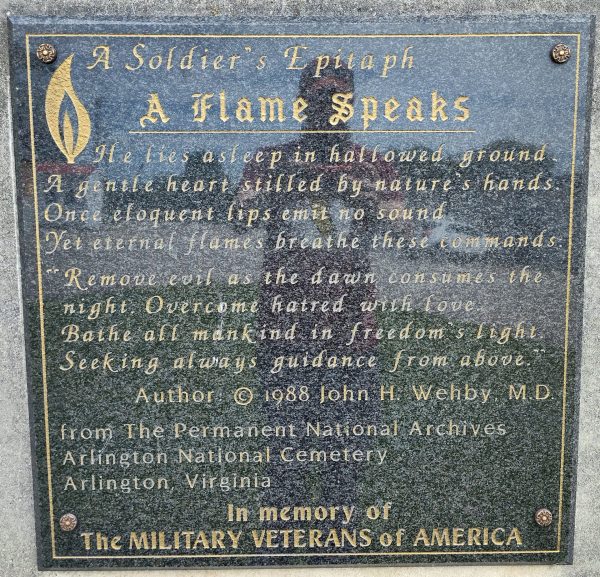 A Soldier's Epitaph
A Flame Speaks
He lies asleep in hallowed ground.
A gentle heart stilled by nature's hands.
Once eloquent lips emit no sound
Yet eternal flames breathe these commands.
"Remove evil as the dawn consumes the
night. Overcome hatred with love.
Bathe all mankind in freedom's light.
Seeking always guidance from above."
Author: © 1988 John H. Wehby, M.D.
from The Permanent National Archives
Arlington National Cemetery
Arlington, Virginia
In memory of
The MILITARY VETERANS of AMERICA